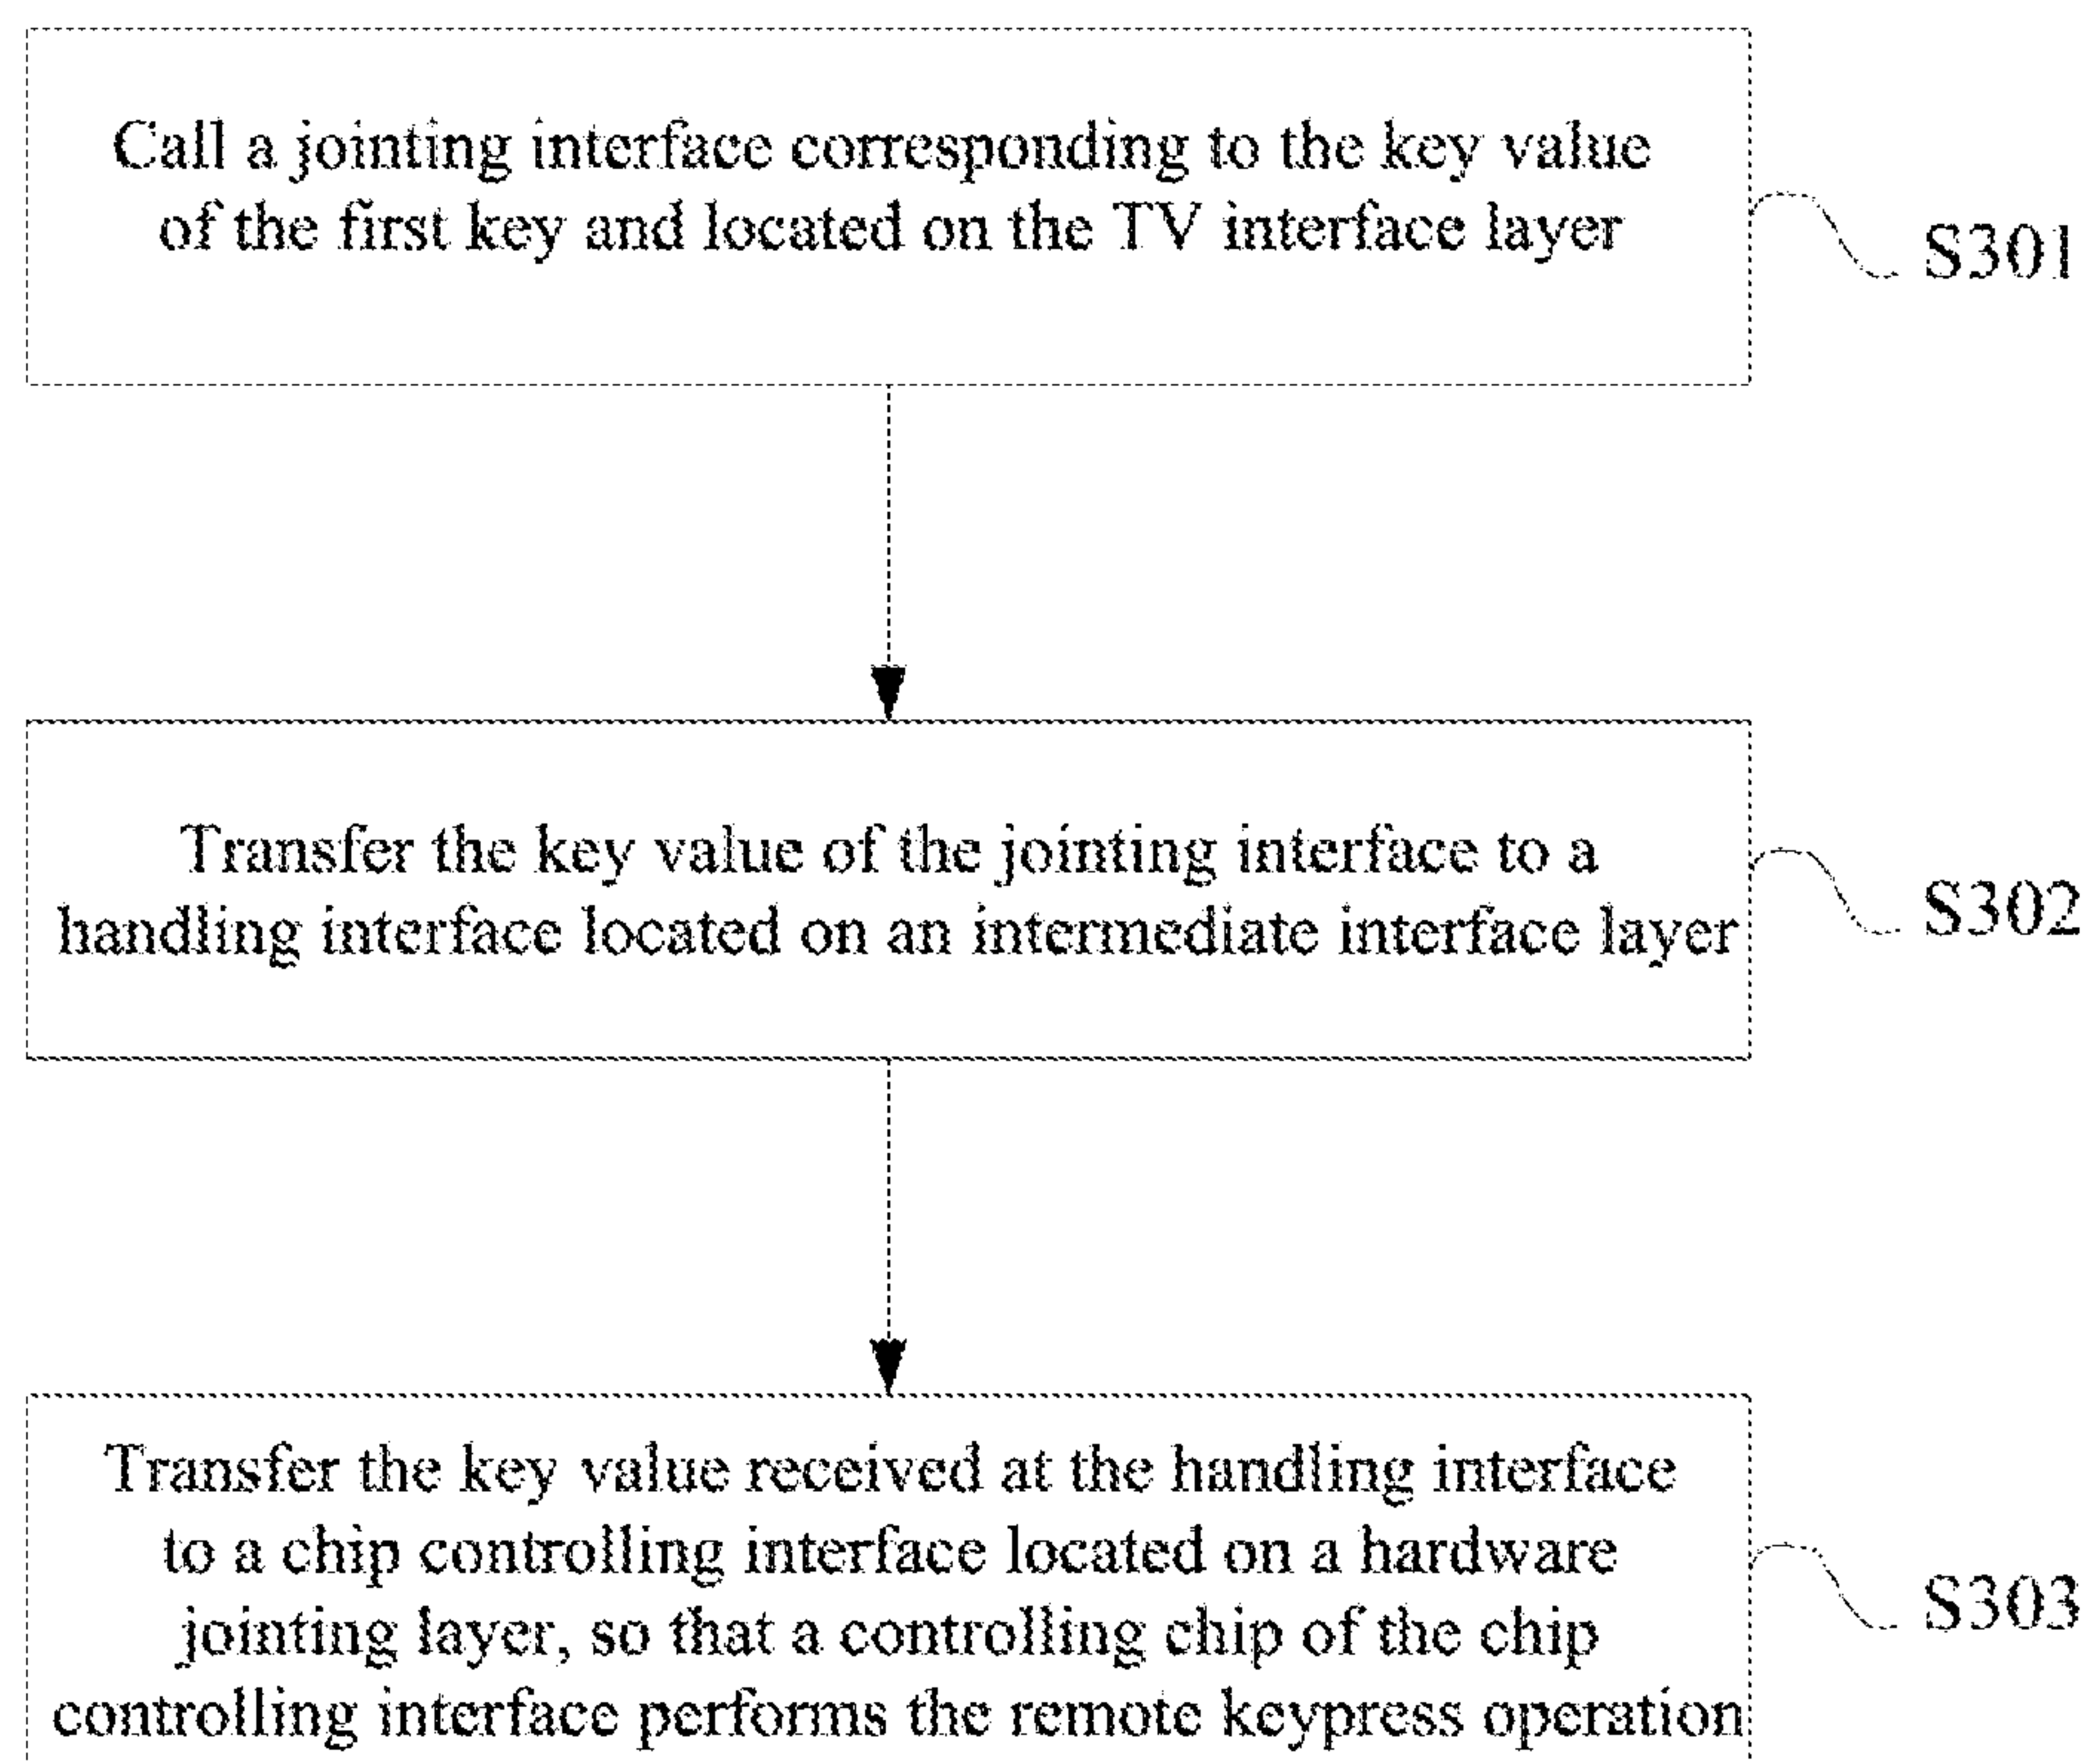 Call a jointing interface corresponding to the key value
of the first key and located on the TV interface layer
S301
Transfer the key value of the jointing interface to a
handling interface located on an intermediate interface layer
S302
Transfer the key value received at the handling interface
to a chip controlling interface located on a hardware
jointing layer, so that a controlling chip of the chip
controlling interface performs the remote keypress operation
S303